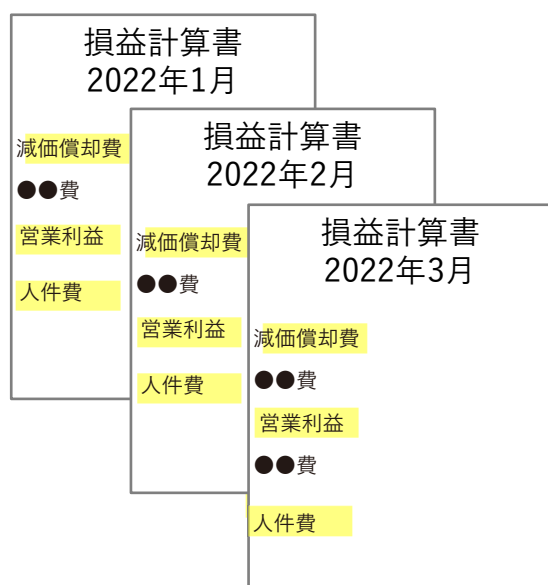 損益計算書
2022年1月
減価償却費
●●費
営業利益
人件費
損益計算書
2022年2月
減価償却費
●●費
営業利益
人件費
損益計算書
2022年3月
減価償却費
●●費
営業利益
●●費
人件費